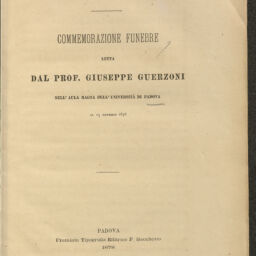 COMMEMORAZIONE FUNEBRE
LETTA
DAL PROF. GIUSEPPE GUERZONI
NELL'AULA MAGNA DELL'UNIVERSITÀ DI PADOVA
PADOVA
Premiata Tipografia Editrice F. Sacchetto
1878